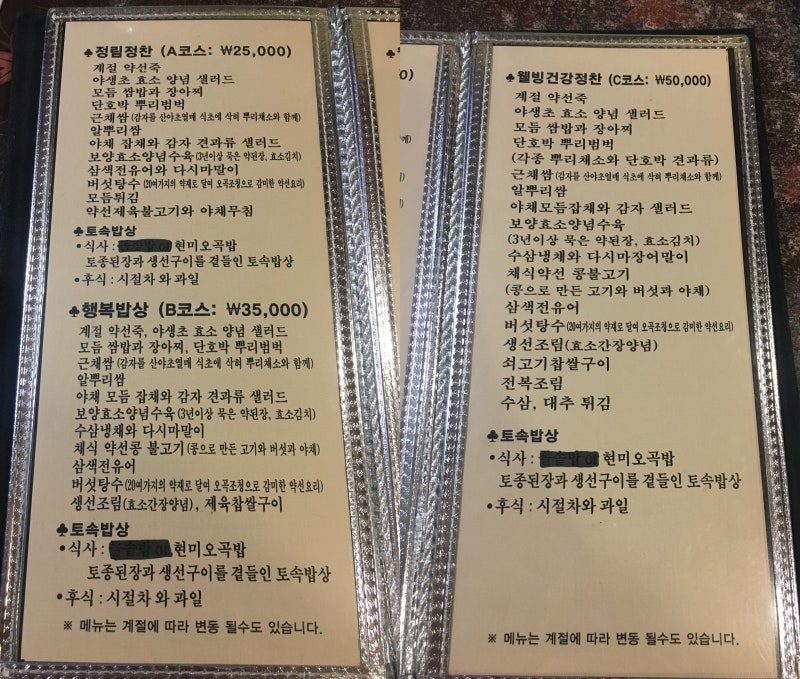 ♣정림정찬 (A코스: ₩25,000)
계절 약선죽
야생초 효소 양념 샐러드
모듬 쌈밥과 장아찌
단호박 뿌리범벅
근채쌈(감자를 산야초열매 식초에 삭혀 뿌리채소와 함께)
알뿌리쌈
야채 잡채와 감자 견과류 샐러드
보양효소양념수육(3년이상 묵은 약된장, 효소김치)
삼색전유어와 다시마말이
버섯탕수(20여가지의 약재로 달여 오곡조청으로 감미한 약선요리)
모듬튀김
약선제육불고기와 야채무침
♣토속밥상
•식사 : 현미오곡밥
토종된장과 생선구이를 곁들인 토속밥상
•후식 : 시절차 와 과일
♣행복밥상 (B코스: ₩35,000)
계절 약선죽, 야생초 효소 양념 샐러드
모듬 쌈밥과 장아찌, 단호박 뿌리범벅
근채쌈(감자를 산야초열매 식초에 삭혀 뿌리채소와 함께)
알뿌리쌈
야채 모듬 잡채와 감자 견과류 샐러드
보양효소양념수육(3년이상 묵은 약된장, 효소김치)
수삼냉채와 다시마말이
채식 약선콩 불고기(콩으로 만든 고기와 버섯과 야채)
삼색전유어
버섯탕수(20여가지의 약재로 달여 오곡조청으로 감미한 약선요리)
생선조림(효소간장양념), 제육찹쌀구이
♣토속밥상
•식사 : 현미오곡밥
토종된장과 생선구이를 곁들인 토속밥상
•후식 : 시절차 와 과일
※ 메뉴는 계절에 따라 변동 될수도 있습니다.
♣웰빙건강정찬 (C코스: ₩50,000)
계절 약선죽
야생초 효소 양념 샐러드
모듬 쌈밥과 장아찌
단호박 뿌리범벅
(각종 뿌리채소와 단호박 견과류)
근채쌈(감자를 산야초열매 식초에 삭혀 뿌리채소와 함께)
알뿌리쌈
야채모듬잡채와 감자 샐러드
보양효소양념수육
(3년이상 묵은 약된장, 효소김치)
수삼냉채와 다시마장어말이
채식약선 콩불고기
(콩으로 만든 고기와 버섯과 야채)
삼색전유어
버섯탕수(20여가지의 약재로 달여 오곡조청으로 감미한 약선요리)
생선조림(효소간장양념)
쇠고기찹쌀구이
전복조림
수삼, 대추 튀김
♣토속밥상
•식사 : 현미오곡밥
토종된장과 생선구이를 곁들인 토속밥상
•후식 : 시절차와 과일
※ 메뉴는 계절에 따라 변동 될수도 있습니다.